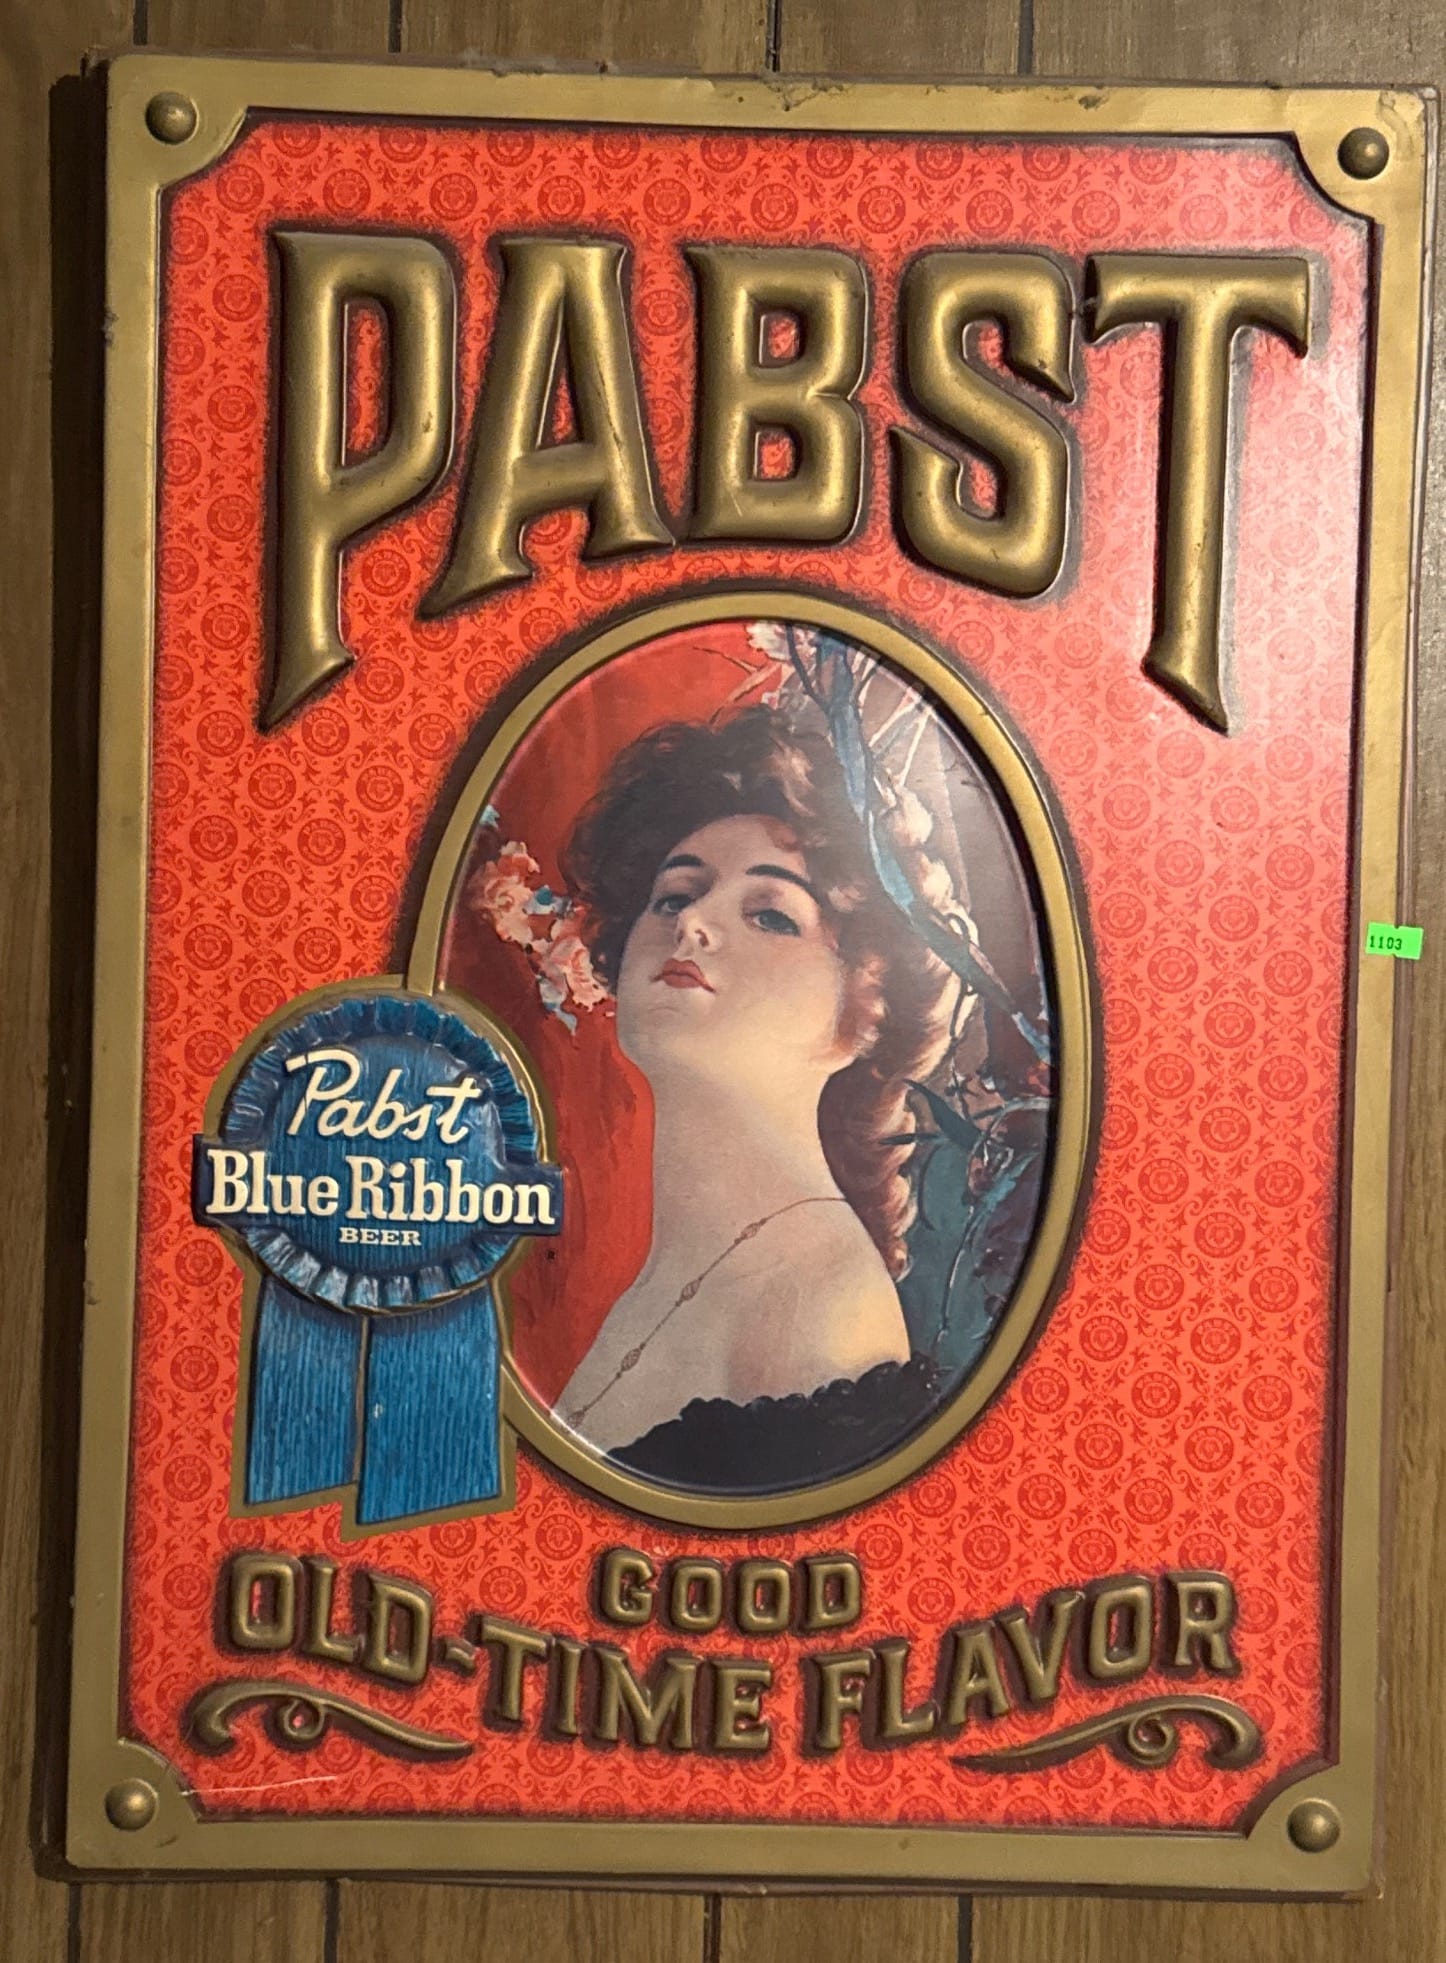 PABST
Pabst
Blue Ribbon
BEER
®
GOOD
OLD-TIME FLAVOR
1103